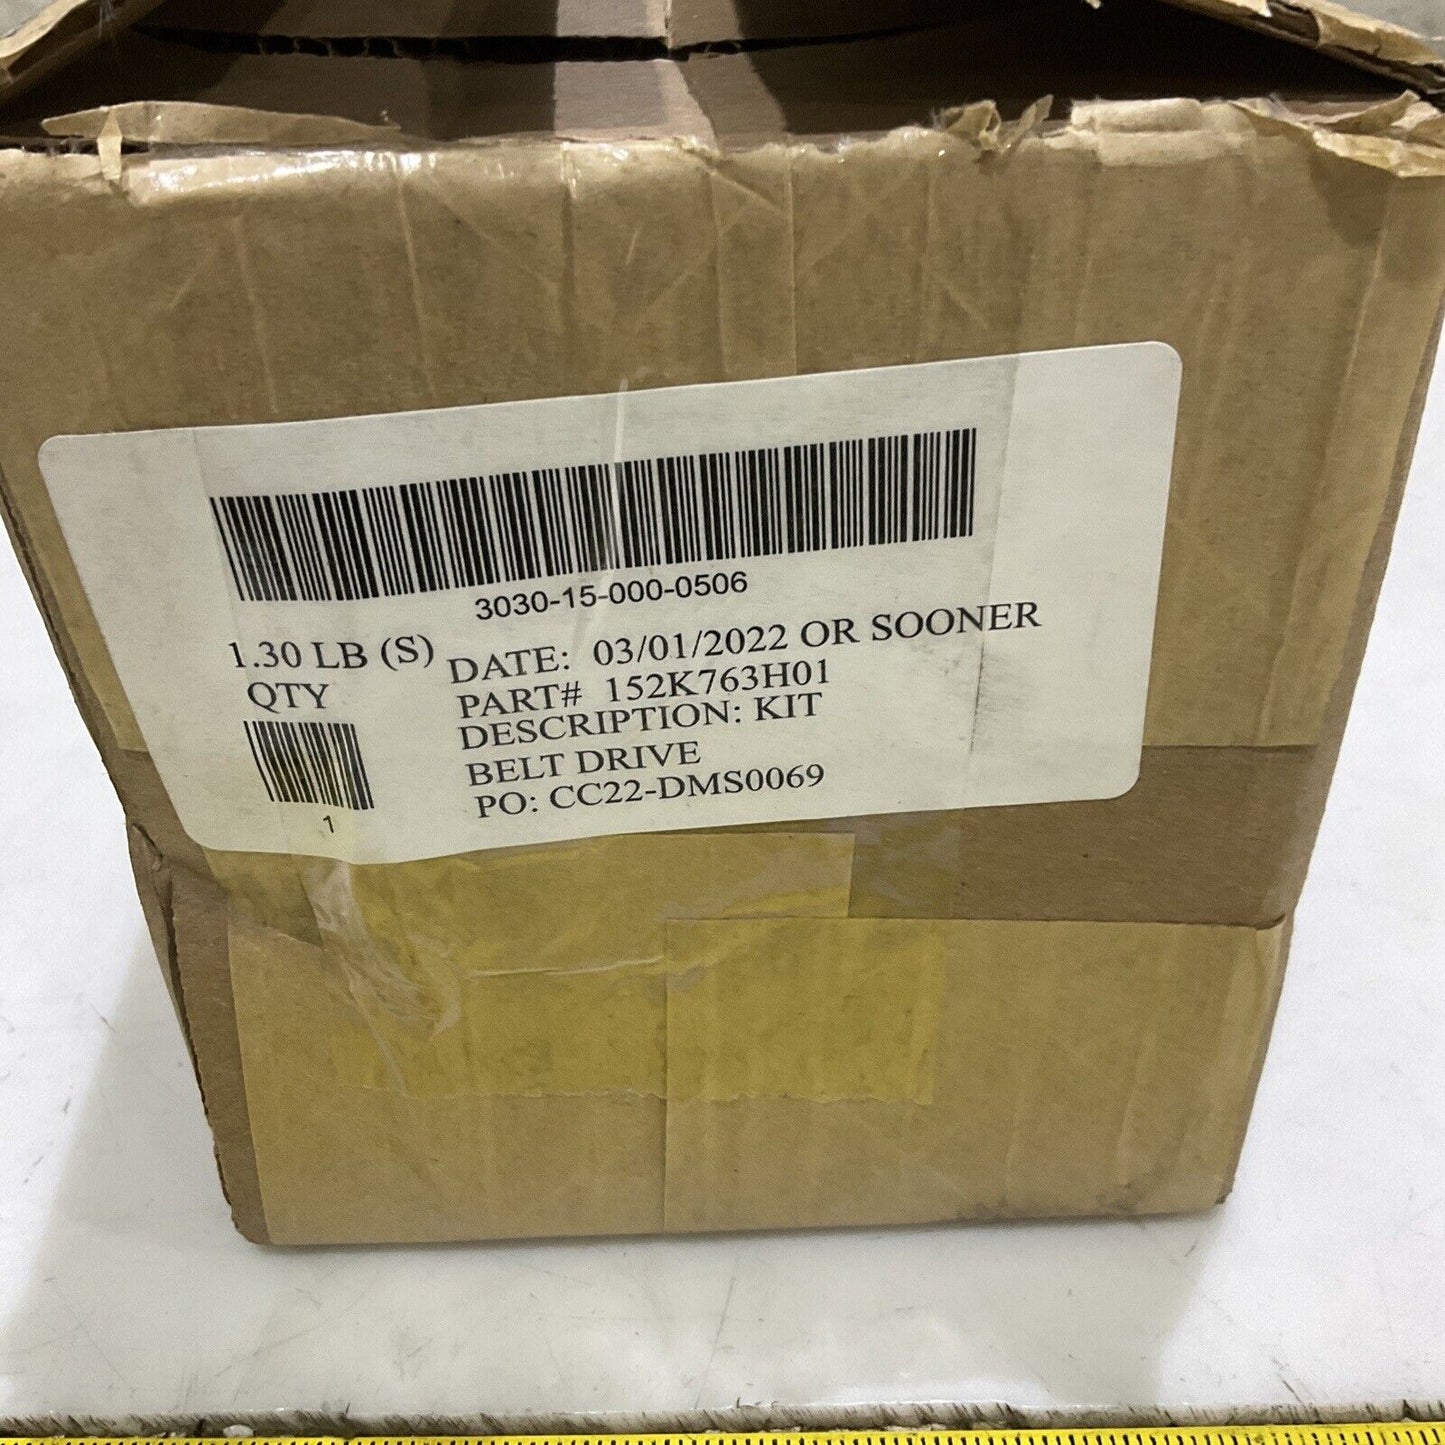 3030-15-000-0506
1.30 LB (S)
QTY
1
DATE: 03/01/2022 OR SOONER
PART# 152K763H01
DESCRIPTION: KIT
BELT DRIVE
PO: CC22-DMS0069